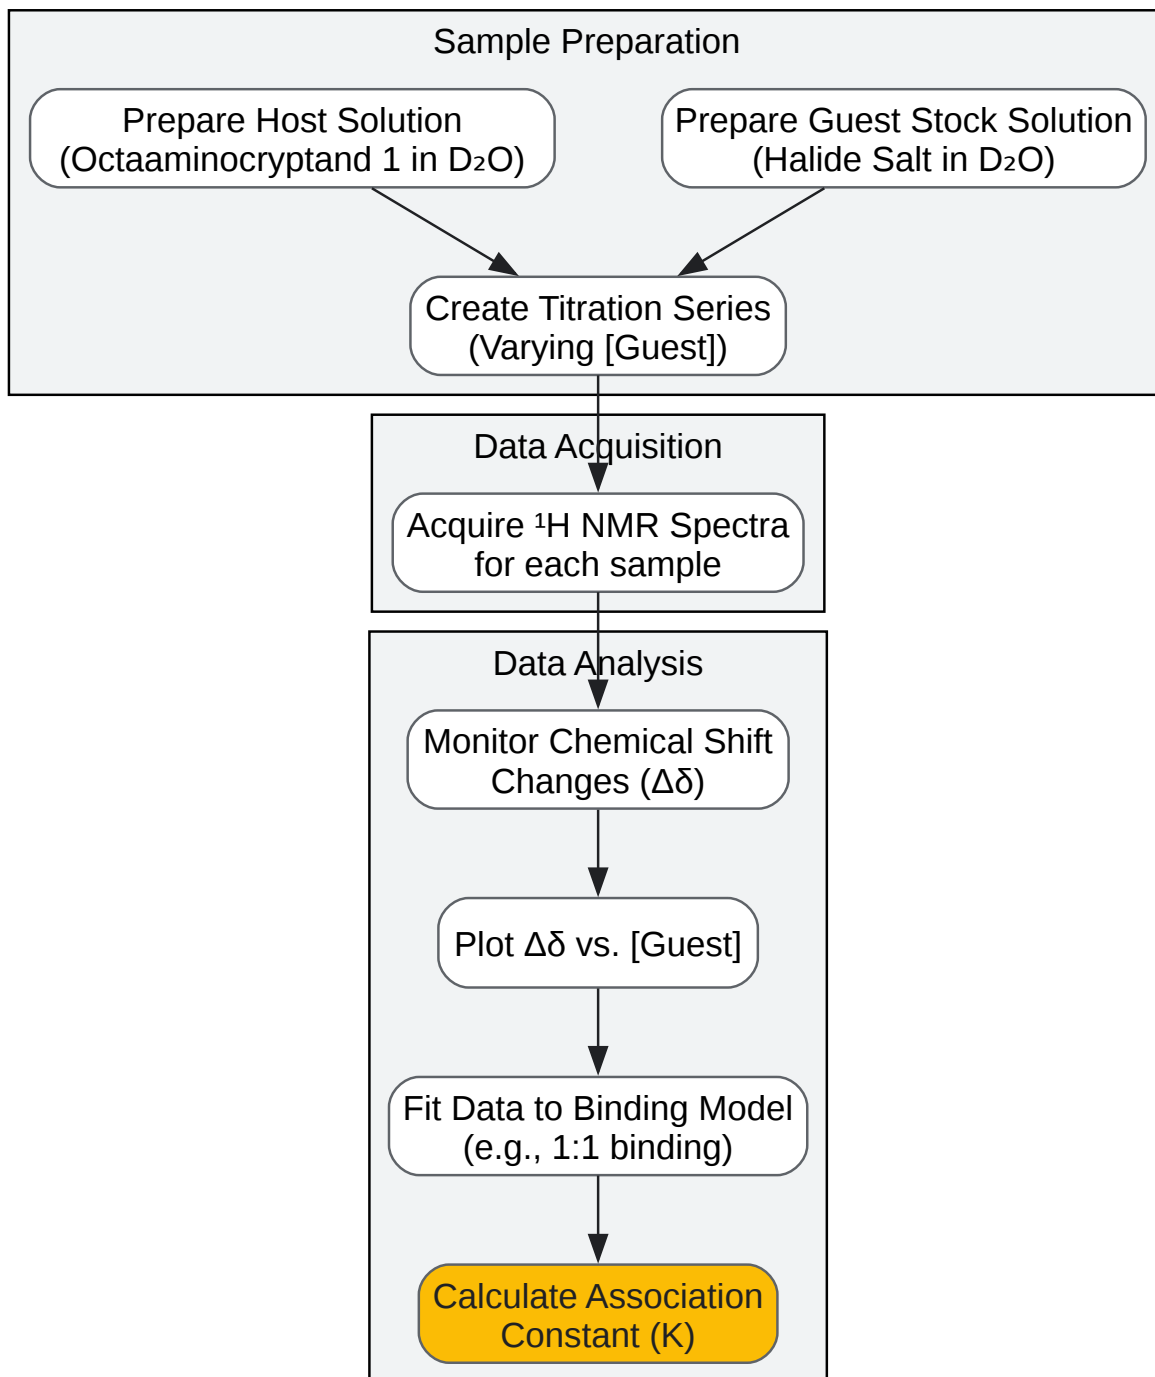 Sample Preparation
Prepare Host Solution
(Octaaminocryptand 1 in D₂O)
Prepare Guest Stock Solution
(Halide Salt in D₂O)
Create Titration Series
(Varying [Guest])
Data Acquisition
Acquire ¹H NMR Spectra
for each sample
Data Analysis
Monitor Chemical Shift
Changes (Δδ)
Plot Δδ vs. [Guest]
Fit Data to Binding Model
(e.g., 1:1 binding)
Calculate Association
Constant (K)